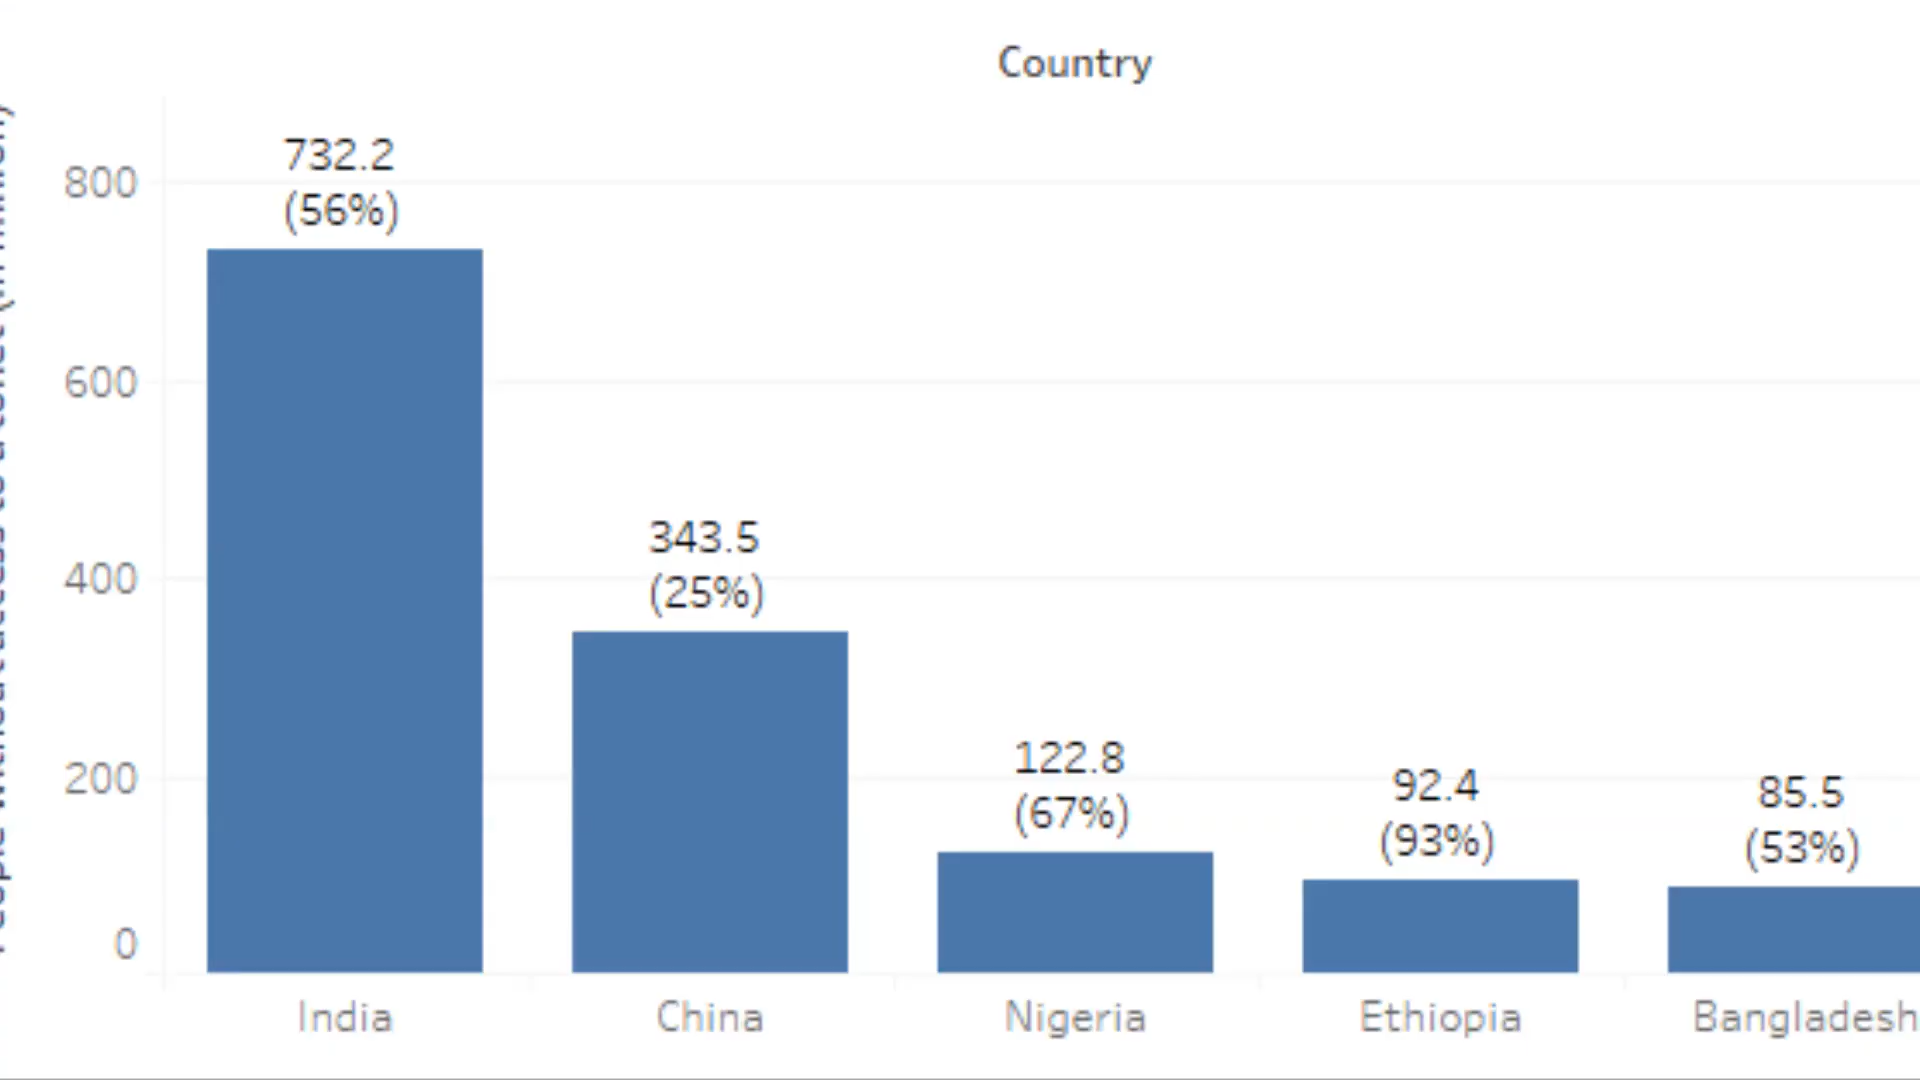 Country
800
600
400
200
0
732.2
(56%)
343.5
(25%)
122.8
(67%)
92.4
(93%)
85.5
(53%)
India
China
Nigeria
Ethiopia
Bangladesh